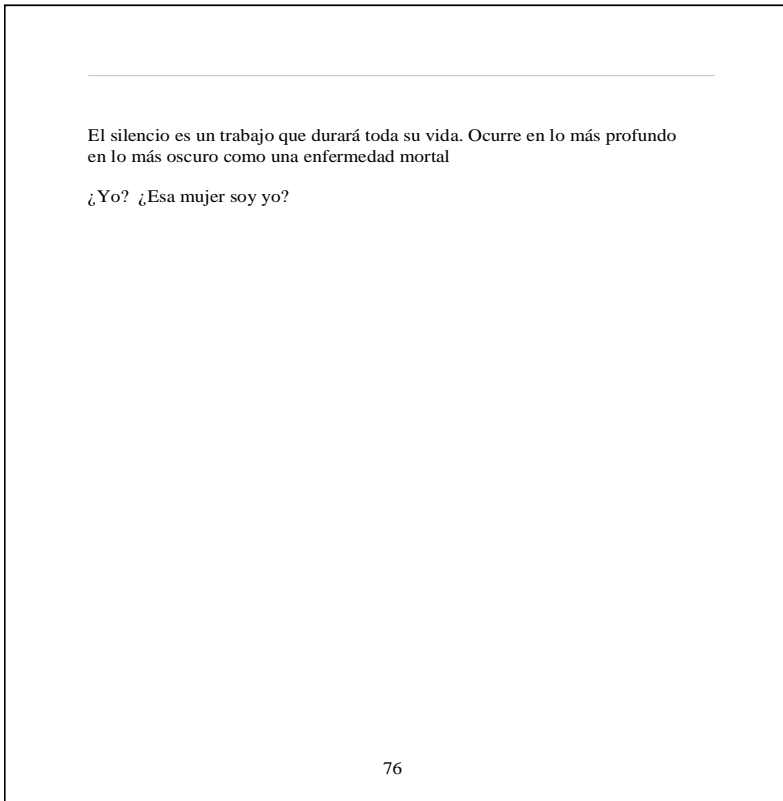 El silencio es un trabajo que durará toda su vida. Ocurre en lo más profundo
en lo más oscuro como una enfermedad mortal
¿Yo?  ¿Esa mujer soy yo?
76